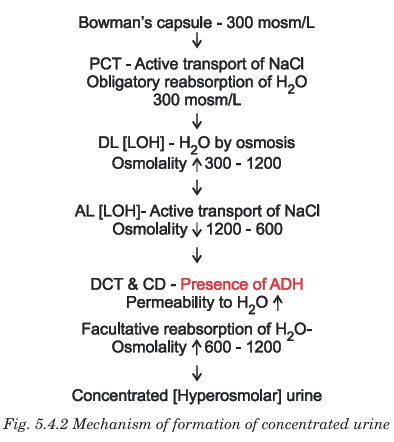 Bowman's capsule - 300 mosm/L
↓
PCT - Active transport of NaCl
Obligatory reabsorption of H₂O
300 mosm/L
↓
DL [LOH] - H₂O by osmosis
Osmolality ↑ 300 - 1200
↓
AL [LOH]- Active transport of NaCl
Osmolality ↓ 1200 - 600
↓
DCT & CD - Presence of ADH
Permeability to H₂O ↑
Facultative reabsorption of H₂O-
Osmolality ↑ 600 - 1200
↓
Concentrated [Hyperosmolar] urine
Fig. 5.4.2 Mechanism of formation of concentrated urine